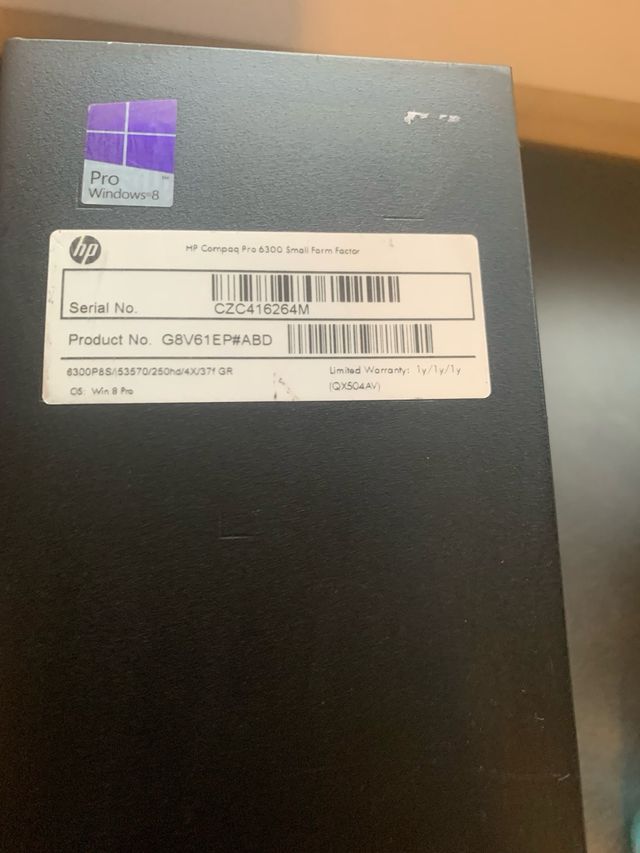 Pro ™
Windows®8
hp
HP Compaq Pro 6300 Small Form Factor
Serial No. CZC416264M
Product No. G8V61EP#ABD
6300P8S/i53570/250hd/4X/37f GR
Limited Warranty: 1y/1y/1y
OS: Win 8 Pro
(QX504AV)